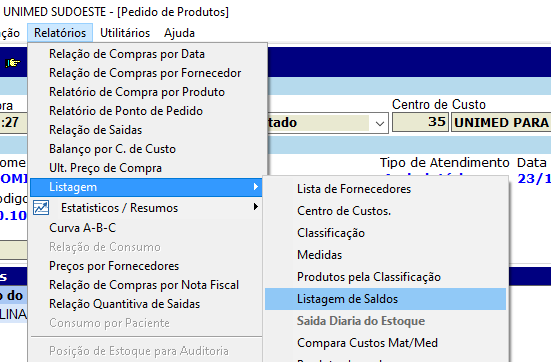 UNIMED SUDOESTE - [Pedido de Produtos]
ção Relatórios Utilitários Ajuda
Relação de Compras por Data
Relação de Compras por Fornecedor
Relatório de Compra por Produto
Relatório de Ponto de Pedido
Relação de Saidas
Balanço por C. de Custo
Ult. Preço de Compra
Listagem
Estatisticos / Resumos
Curva A-B-C
Relação de Consumo
Preços por Fornecedores
Relação de Compras por Nota Fiscal
Relação Quantitiva de Saidas
Consumo por Paciente
Posição de Estoque para Auditoria
Lista de Fornecedores
Centro de Custos.
Classificação
Medidas
Produtos pela Classificação
Listagem de Saldos
Saida Diaria do Estoque
Compara Custos Mat/Med
ora
:27
tado
Centro de Custo
35 UNIMED PARA
ome
OMI
Tipo de Atendimento Data
23/1
odigo
0.10
s
o do
LINA